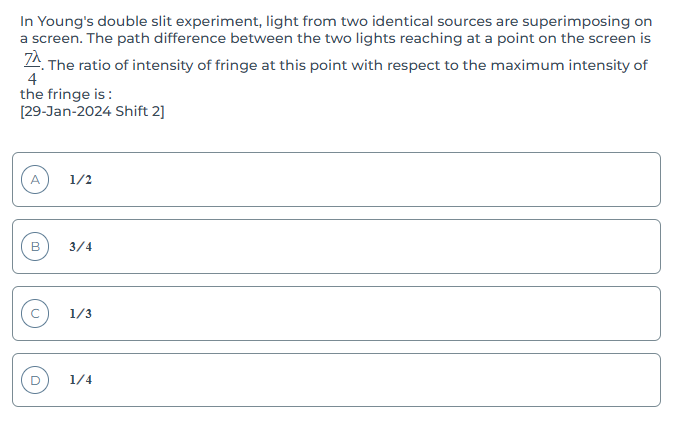 In Young's double slit experiment, light from two identical sources are superimposing on
a screen. The path difference between the two lights reaching at a point on the screen is
7λ/4. The ratio of intensity of fringe at this point with respect to the maximum intensity of
the fringe is :
[29-Jan-2024 Shift 2]
A 1/2
B 3/4
C 1/3
D 1/4